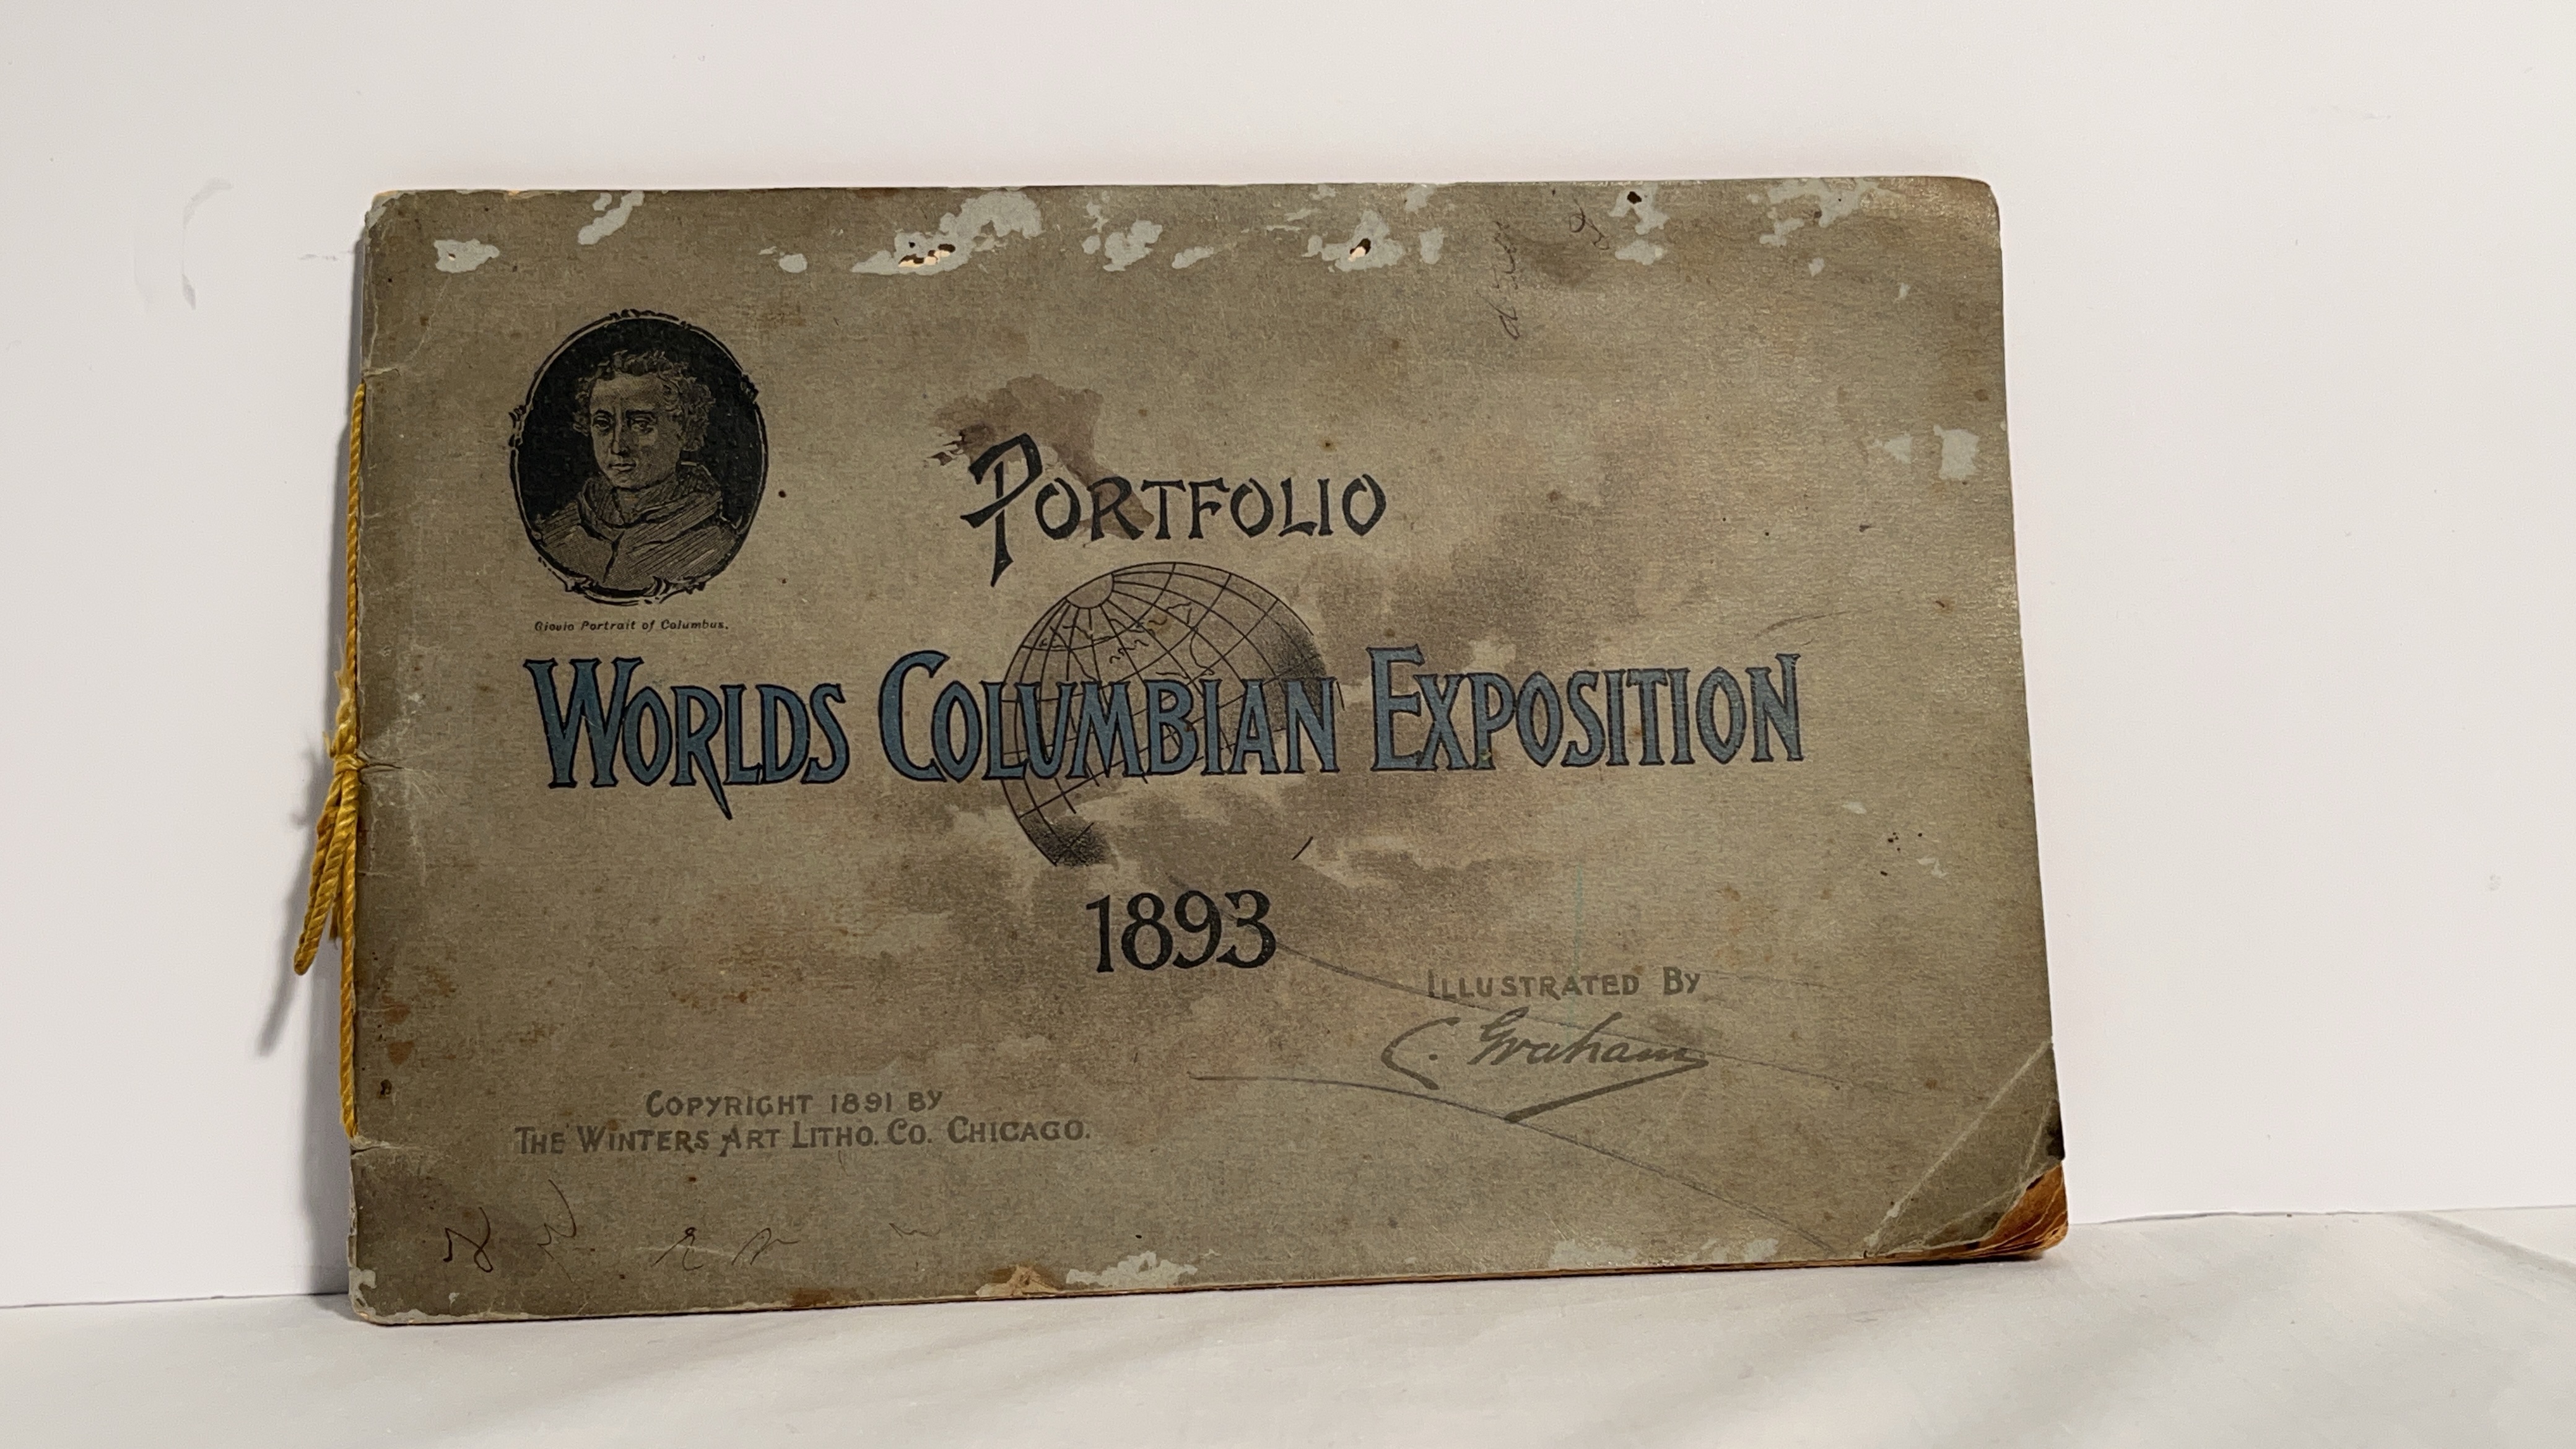 PORTFOLIO
Giovio Portrait of Columbus.
WORLDS COLUMBIAN EXPOSITION
1893
ILLUSTRATED BY
C. Graham
COPYRIGHT 1891 BY
THE WINTERS ART LITHO. CO. CHICAGO.